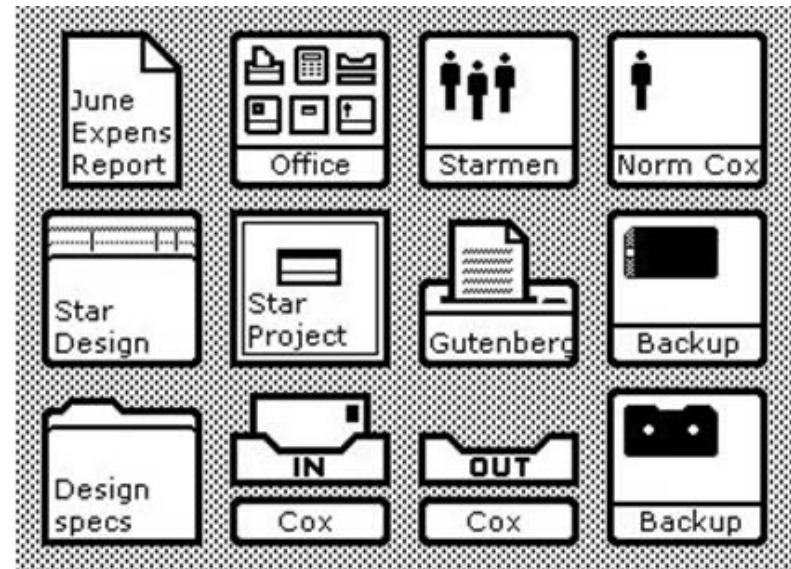 June
Expens
Report
Office
Starmen
Norm Cox
Star
Design
Star
Project
Gutenberg
Backup
Design
specs
IN
Cox
OUT
Cox
Backup